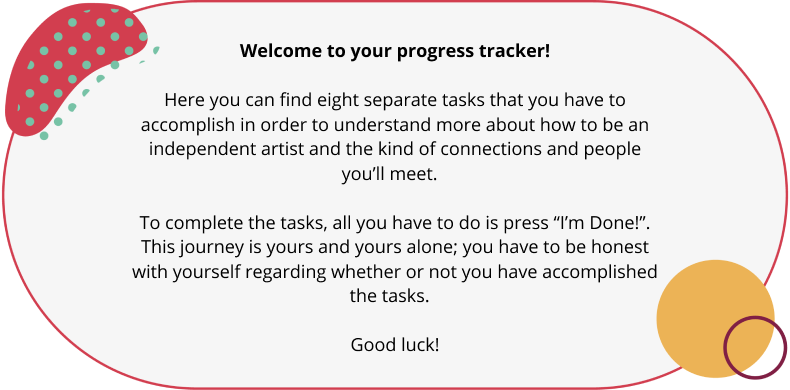 Welcome to your progress tracker!
Here you can find eight separate tasks that you have to
accomplish in order to understand more about how to be an
independent artist and the kind of connections and people
you’ll meet.
To complete the tasks, all you have to do is press “I’m Done!”.
This journey is yours and yours alone; you have to be honest
with yourself regarding whether or not you have accomplished
the tasks.
Good luck!